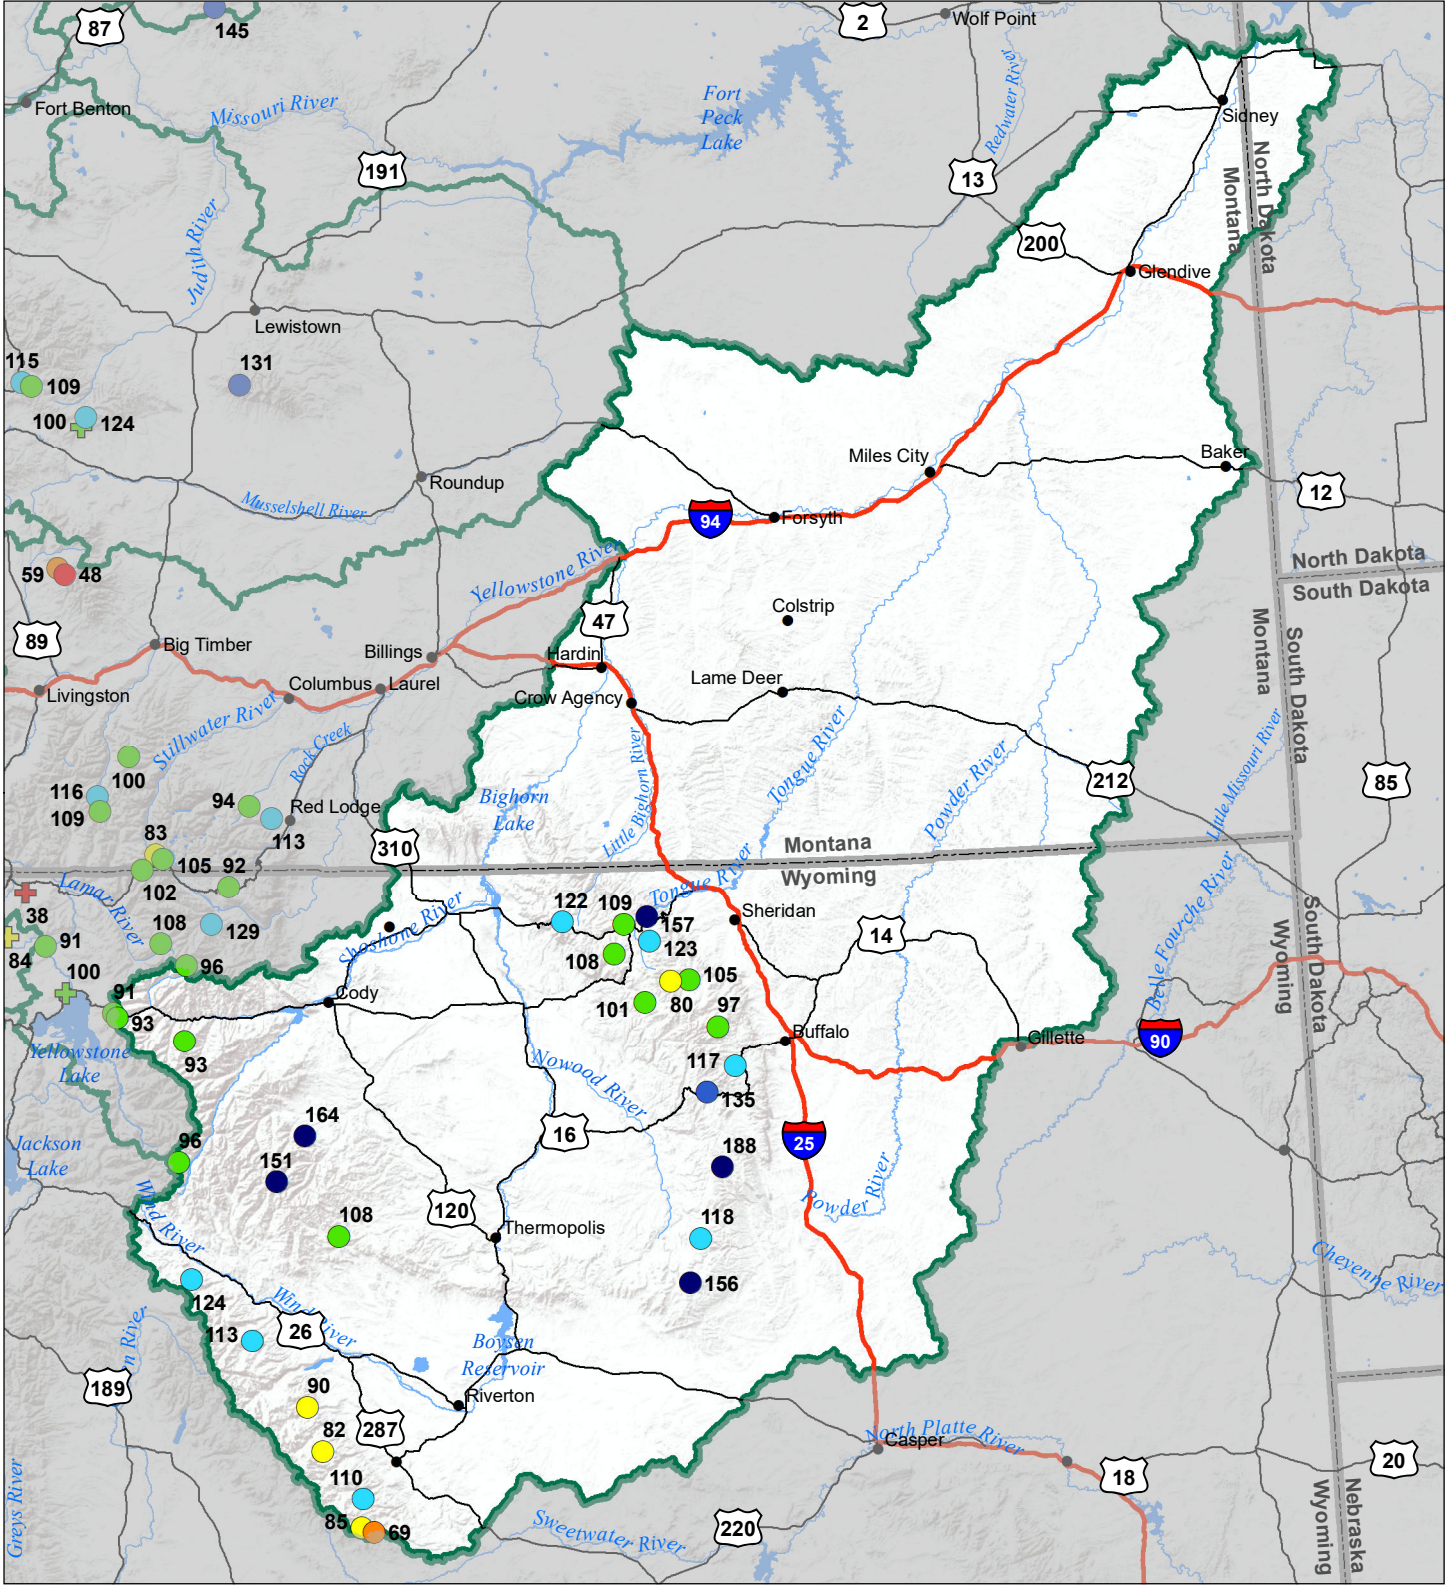 87
145
2
Wolf Point
Fort Benton
Missouri River
Fort
Peck
Lake
Redwater River
Sidney
191
13
North Dakota
Montana
Judith River
200
Glendive
Lewistown
115
109
131
100
124
Miles City
Baker
Roundup
12
Musselshell River
94
Forsyth
59
48
Yellowstone River
North Dakota
South Dakota
89
Colstrip
47
Big Timber
Billings
Hardin
Montana
South Dakota
Livingston
Columbus
Laurel
Lame Deer
Crow Agency
Stillwater River
Rock Creek
Little Bighorn River
Tongue River
Powder River
Little Missouri River
100
116
109
94
Red Lodge
113
Bighorn
Lake
212
85
83
105
92
102
310
Montana
Wyoming
38
Lamar River
108
129
Shoshone River
122
109
Tongue River
157
Sheridan
123
108
14
Belle Fourche River
South Dakota
Wyoming
84
91
100
96
91
93
Cody
105
80
101
97
Buffalo
Gillette
90
Yellowstone
Lake
93
Nowood River
117
135
16
25
Jackson
Lake
96
164
151
188
Wind River
120
108
Thermopolis
118
Powder River
156
Cheyenne River
124
113
Wind River
26
Boysen
Reservoir
n River
189
90
Riverton
82
287
North Platte River
Casper
110
18
20
85
69
Greys River
Sweetwater River
220
Nebraska
Wyoming